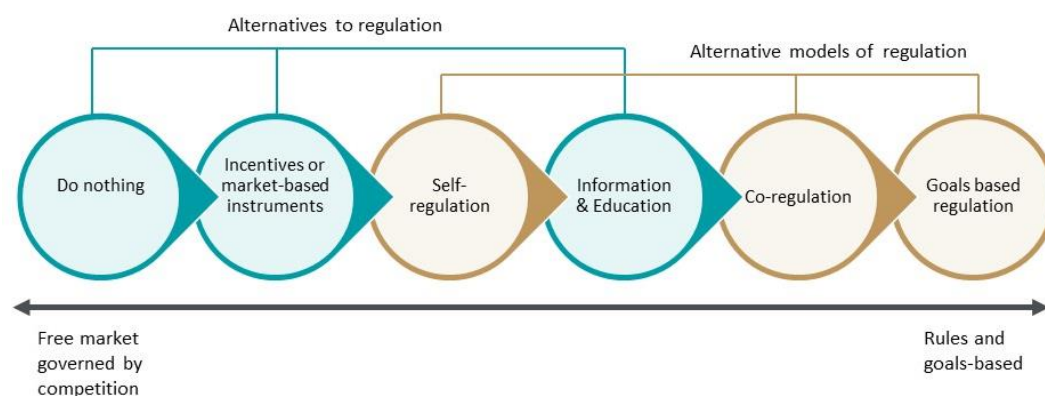 Alternatives to regulation
Alternative models of regulation
Do nothing
Incentives or
market-based
instruments
Self-
regulation
Information
& Education
Co-regulation
Goals based
regulation
Free market
governed by
competition
Rules and
goals-based